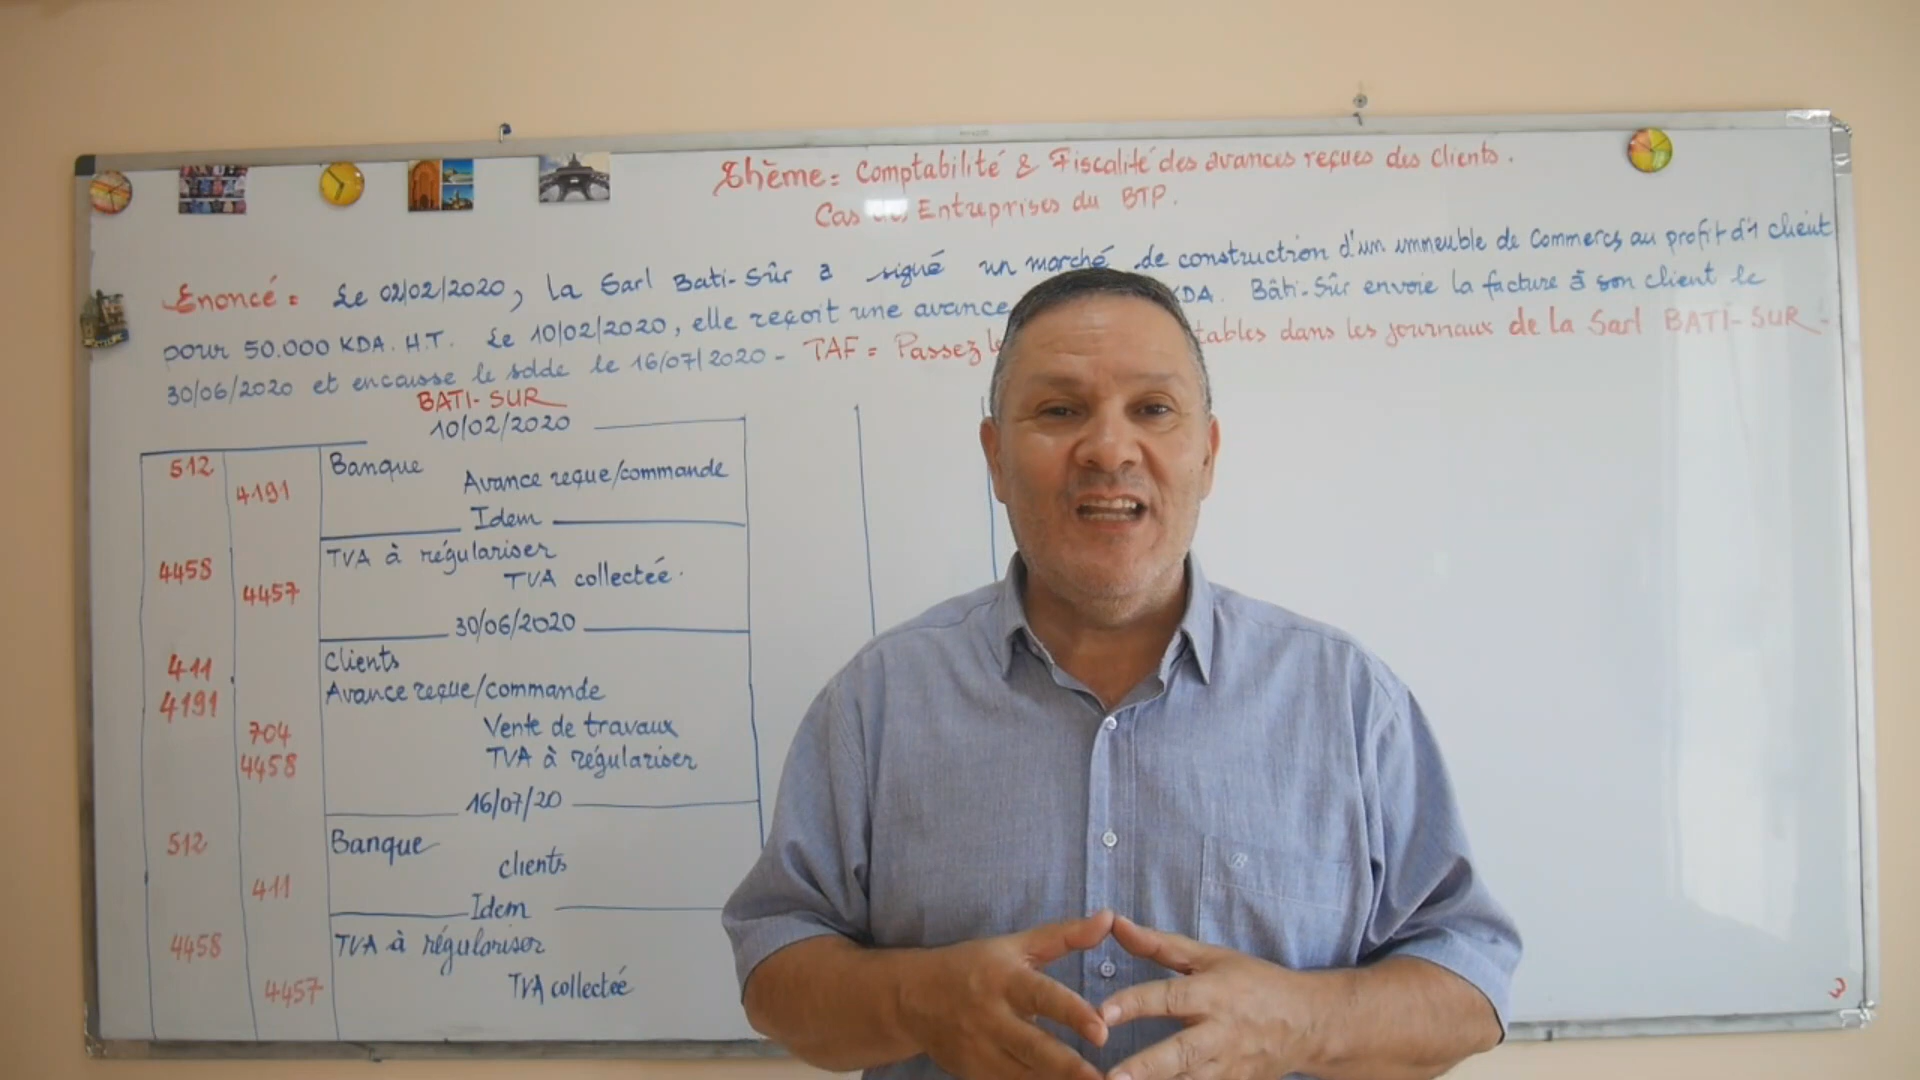 Thème = Comptabilité & Fiscalité des avances reçues des clients.
Cas des Entreprises du BTP.
Enoncé = Le 02/02/2020, la Sarl Bati-Sûr a signé un marché de construction d'un immeuble de Commerces au profit d'1 client
pour 50.000 KDA. H.T. Le 10/02/2020, elle reçoit une avance KDA. Bâti-Sûr envoie la facture à son client le
30/06/2020 et encaisse le solde le 16/07/2020 - TAF = Passez tables dans les journaux de la Sarl BATI-SUR -
BATI-SUR
10/02/2020
512 Banque
4191 Avance reçue/commande
Idem
4458 TVA à régulariser
4457 TVA collectée.
30/06/2020
411 Clients
4191 Avance reçue/commande
704 Vente de travaux
4458 TVA à régulariser
16/07/20
512 Banque
411 clients
Idem
4458 TVA à régulariser
4457 TVA collectée
3